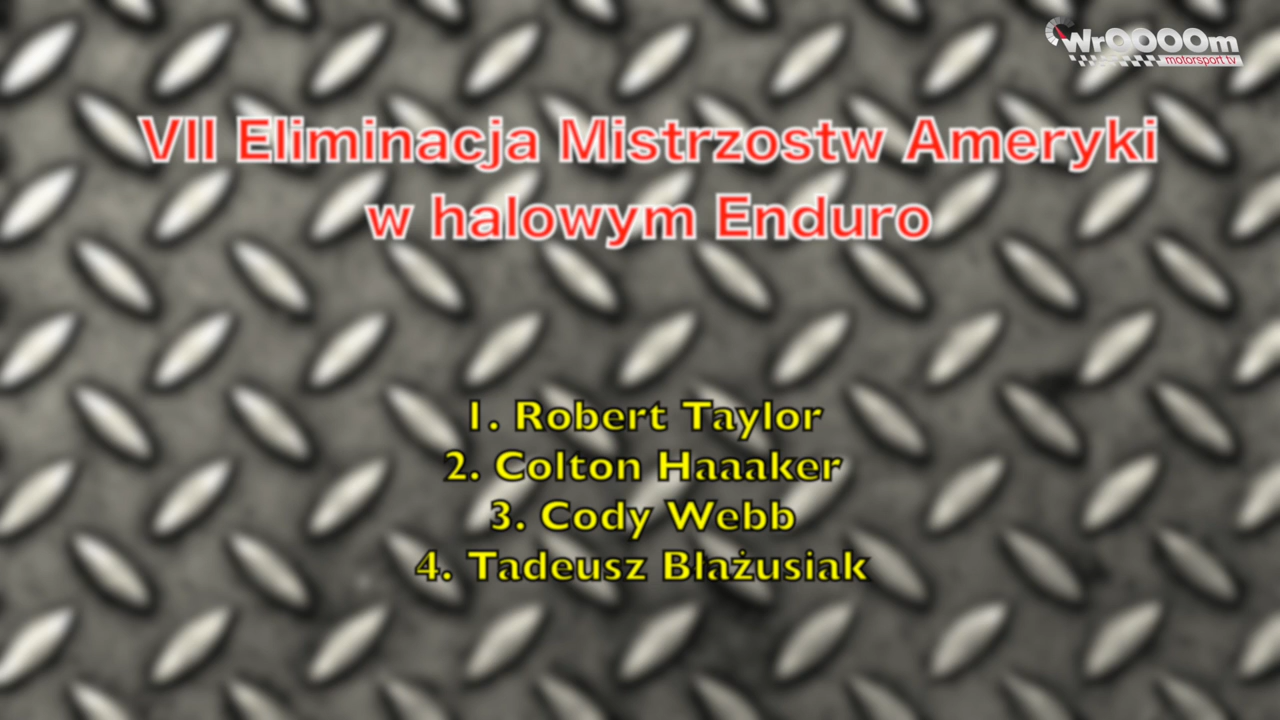 WrOOOOm
motorsport tv
VII Eliminacja Mistrzostw Ameryki
w halowym Enduro
1. Robert Taylor
2. Colton Haaaker
3. Cody Webb
4. Tadeusz Błażusiak